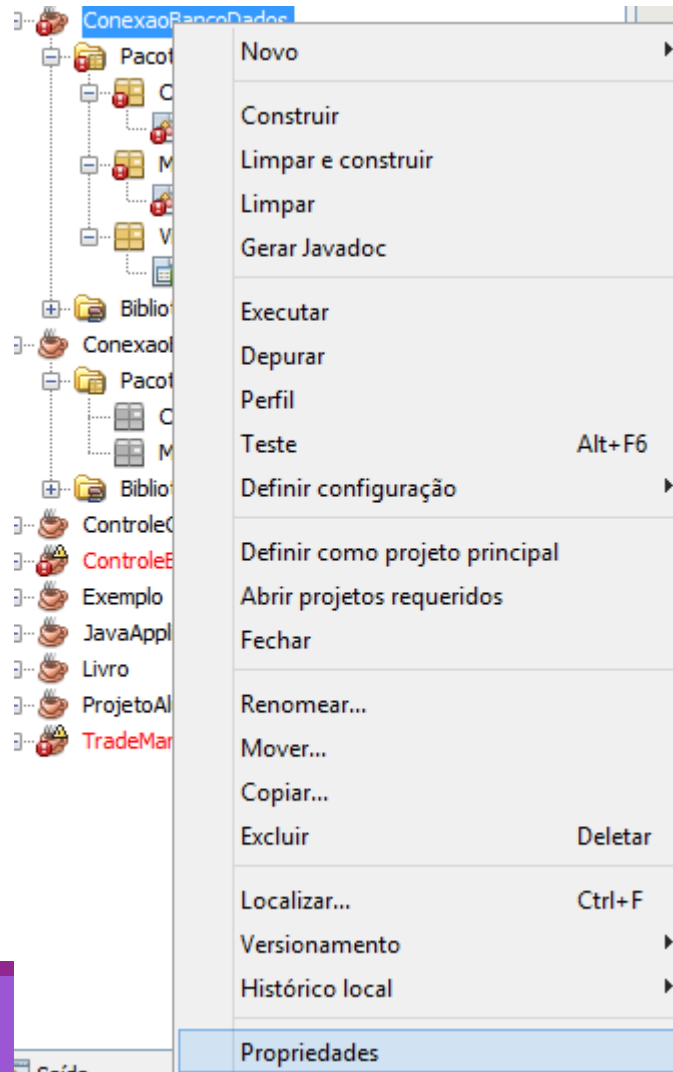 ConexaoBancoDados
Pacot
C
M
V
Bibliot
Conexaol
Pacot
C
M
Bibliot
ControleC
ControleE
Exemplo
JavaAppl
Livro
ProjetoAl
TradeMar
Novo
Construir
Limpar e construir
Limpar
Gerar Javadoc
Executar
Depurar
Perfil
Teste Alt+F6
Definir configuração
Definir como projeto principal
Abrir projetos requeridos
Fechar
Renomear...
Mover...
Copiar...
Excluir Deletar
Localizar... Ctrl+F
Versionamento
Histórico local
Propriedades
Saída